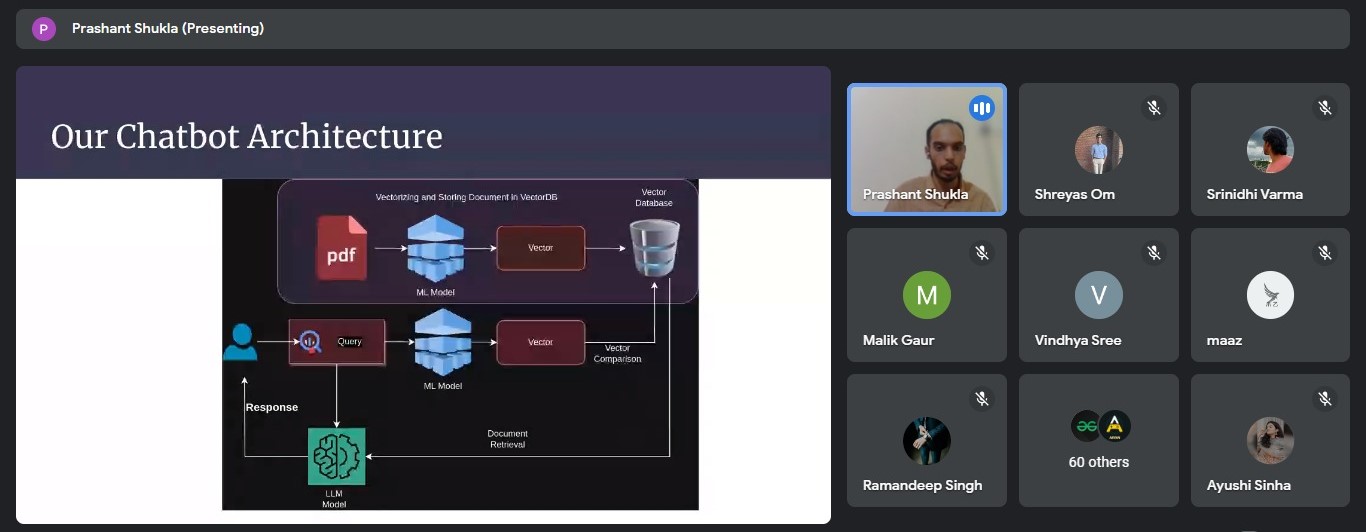 P
Prashant Shukla (Presenting)
Our Chatbot Architecture
Vectorizing and Storing Document in VectorDB
Vector
Database
pdf
Vector
ML Model
Query
Vector
Vector
Comparison
ML Model
Response
Document
Retrieval
LLM
Model
Prashant Shukla
Shreyas Om
Srinidhi Varma
M
Malik Gaur
V
Vindhya Sree
maaz
Ramandeep Singh
60 others
Ayushi Sinha